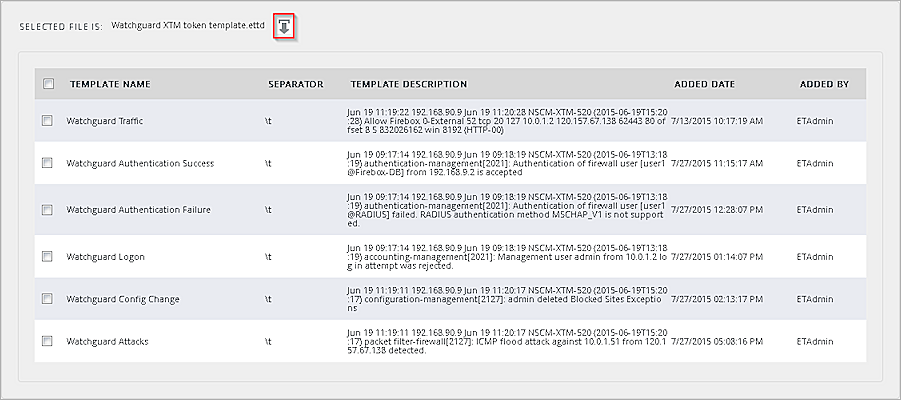 SELECTED FILE IS: Watchguard XTM token template.ettd
TEMPLATE NAME SEPARATOR TEMPLATE DESCRIPTION ADDED DATE ADDED BY
Jun 19 11:19:22 192.168.90.9 Jun 19 11:20:28 NSCM-XTM-520 (2015-06-19T15:20
Watchguard Traffic \t :28) Allow Firebox 0-External 52 tcp 20 127 10.0.1.2 120.157.67.138 62443 80 of 7/13/2015 10:17:19 AM ETAdmin
fset 8 S 832026162 win 8192 (HTTP-00)
Jun 19 09:17:14 192.168.90.9 Jun 19 09:18:19 NSCM-XTM-520 (2015-06-19T13:18
Watchguard Authentication Success \t :19) authentication-management[2021]: Authentication of firewall user [user1 7/27/2015 11:15:17 AM ETAdmin
@Firebox-DB] from 192.168.9.2 is accepted
Jun 19 09:17:14 192.168.90.9 Jun 19 09:18:19 NSCM-XTM-520 (2015-06-19T13:18
:19) authentication-management[2021]: Authentication of firewall user [user1
Watchguard Authentication Failure \t @RADIUS] failed. RADIUS authentication method MSCHAP_V1 is not support 7/27/2015 12:28:07 PM ETAdmin
ed.
Jun 19 09:17:14 192.168.90.9 Jun 19 09:18:19 NSCM-XTM-520 (2015-06-19T13:18
Watchguard Logon \t :19) accounting-management[2021]: Management user admin from 10.0.1.2 lo 7/27/2015 01:14:07 PM ETAdmin
g in attempt was rejected.
Jun 19 11:19:11 192.168.90.9 Jun 19 11:20:17 NSCM-XTM-520 (2015-06-19T15:20
Watchguard Config Change \t :17) configuration-management[2127]: admin deleted Blocked Sites Exceptio 7/27/2015 02:13:17 PM ETAdmin
ns
Jun 19 11:19:11 192.168.90.9 Jun 19 11:20:17 NSCM-XTM-520 (2015-06-19T15:20
Watchguard Attacks \t :17) packet filter-firewall[2127]: ICMP flood attack against 10.0.1.51 from 120.1 7/27/2015 05:08:16 PM ETAdmin
57.67.138 detected.